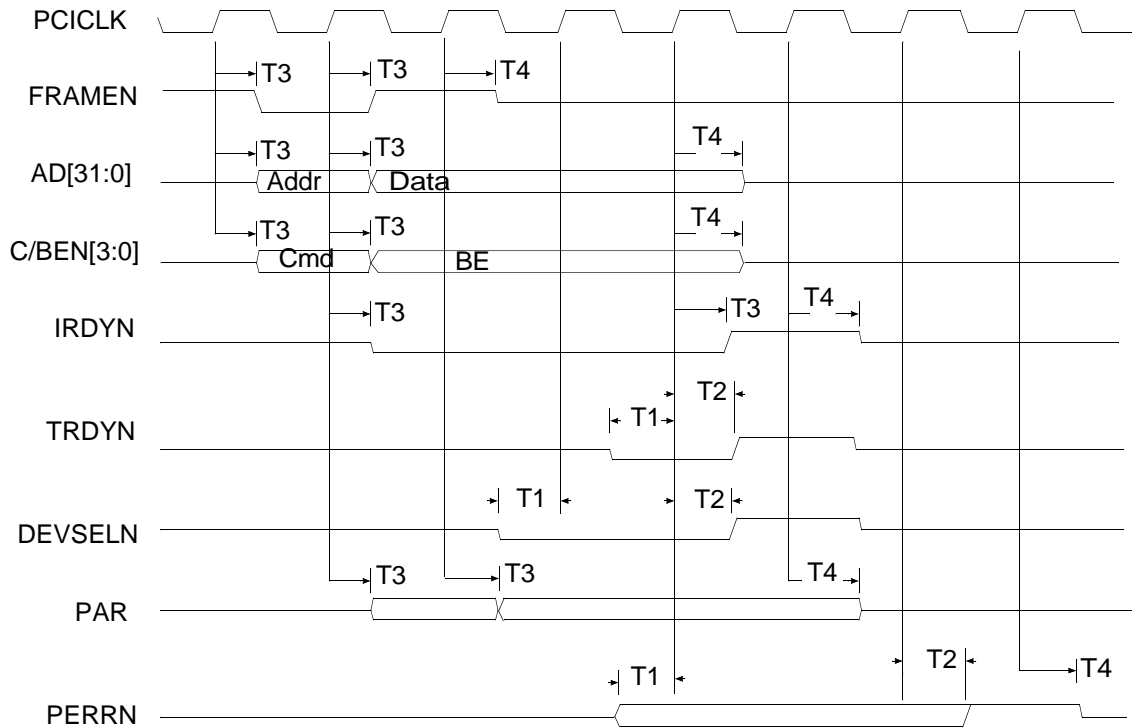 PCICLK
T3 T3 T4
FRAMEN
T3 T3 T4
AD[31:0]
Addr Data
T3 T3 T4
C/BEN[3:0]
Cmd BE
T3 T3 T4
IRDYN
T1 T2
TRDYN
T1 T2
DEVSELN
T3 T3 T4
PAR
T1 T2 T4
PERRN